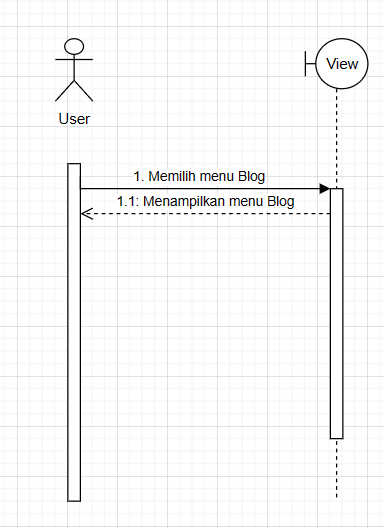 View
User
1. Memilih menu Blog
1.1: Menampilkan menu Blog